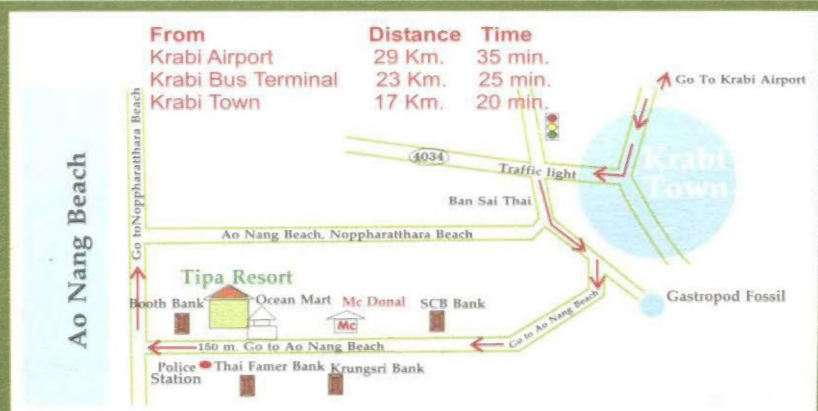 From Distance Time
Krabi Airport 29 Km. 35 min.
Krabi Bus Terminal 23 Km. 25 min.
Krabi Town 17 Km. 20 min.
Go To Krabi Airport
Ao Nang Beach
Go toNoppharatthara Beach
4034
Traffic light
Krabi
Town
Ban Sai Thai
Ao Nang Beach, Noppharatthara Beach
Tipa Resort
Booth Bank
Ocean Mart
Mc Donal
SCB Bank
Mc
Go to Ao Nang Beach
Gastropod Fossil
150 m. Go to Ao Nang Beach
Police
Station
Thai Famer Bank
Krungsri Bank